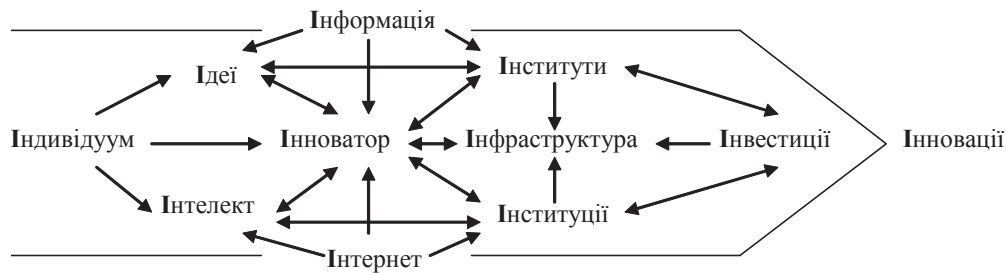 Інформація
Ідеї
Інститути
Індивідуум
Інноватор
Інфраструктура
Інвестиції
Інновації
Інтелект
Інституції
Інтернет